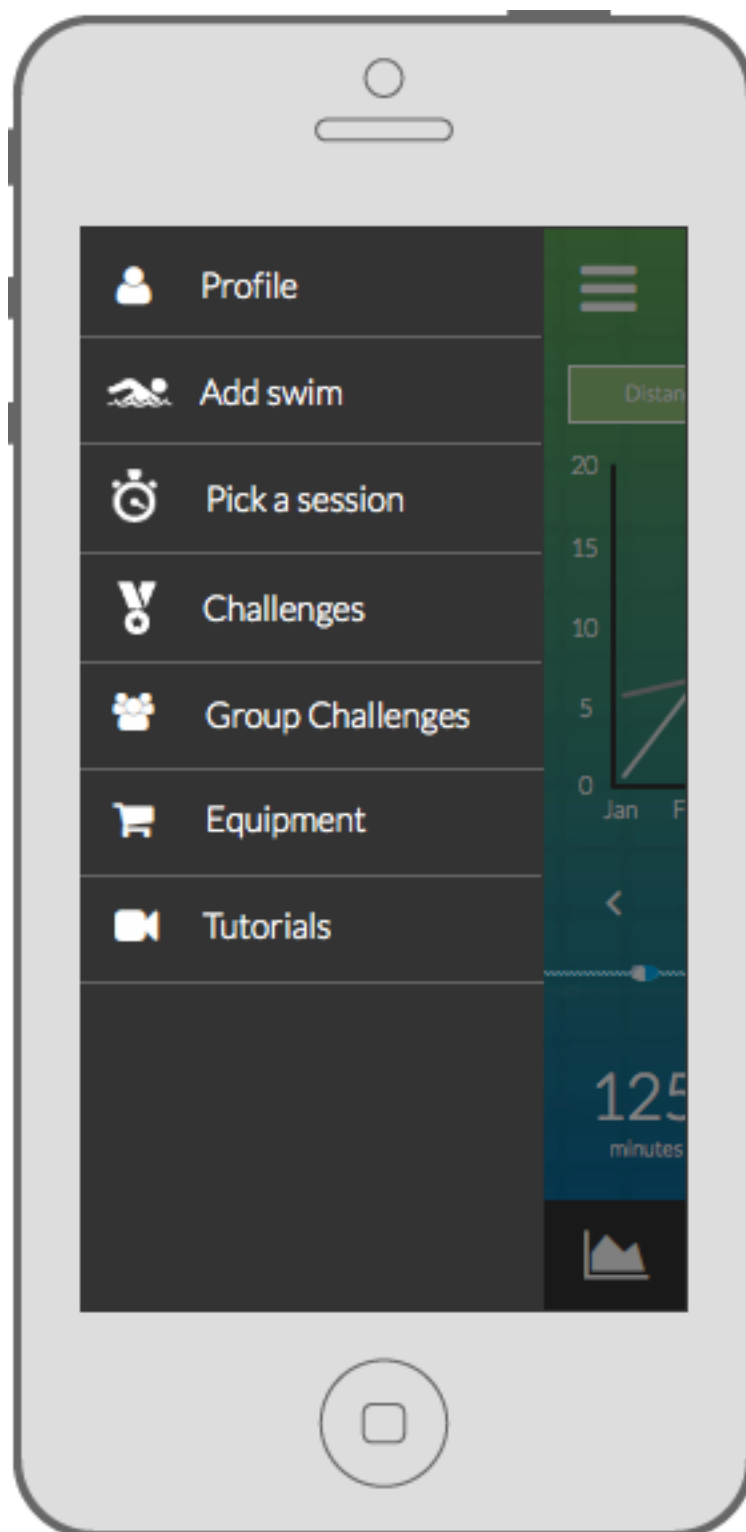 Profile
Add swim
Pick a session
Challenges
Group Challenges
Equipment
Tutorials
20
15
10
5
0
Jan
125
minutes